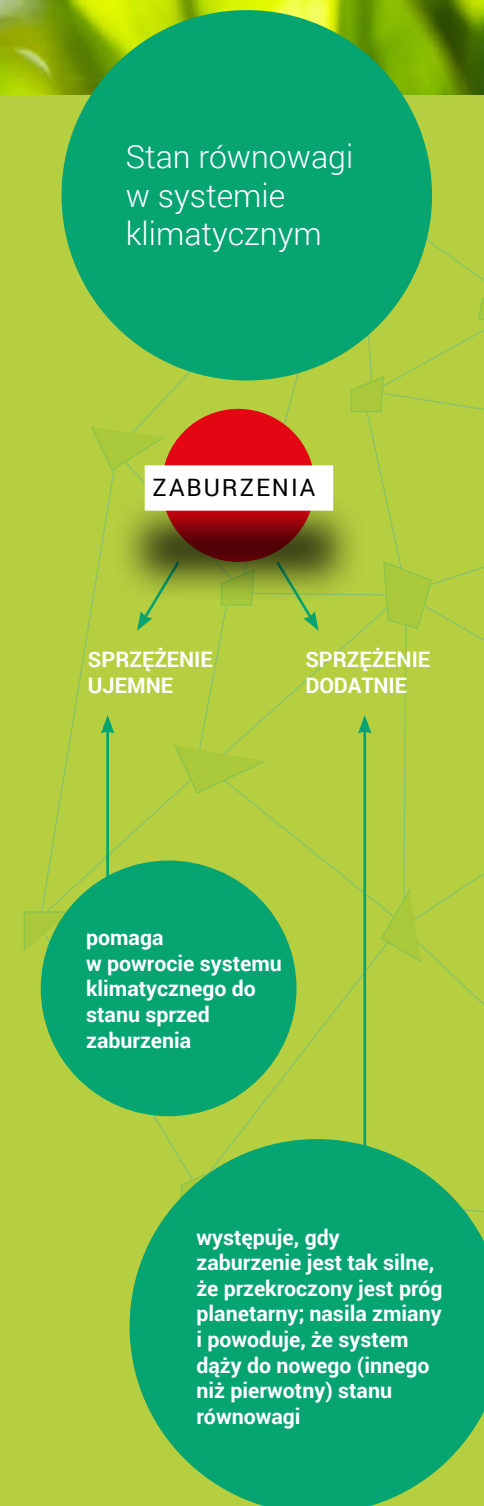 Stan równowagi
w systemie
klimatycznym
ZABURZENIA
SPRZĘŻENIE
UJEMNE
SPRZĘŻENIE
DODATNIE
pomaga
w powrocie systemu
klimatycznego do
stanu sprzed
zaburzenia
występuje, gdy
zaburzenie jest tak silne,
że przekroczony jest próg
planetarny; nasila zmiany
i powoduje, że system
dąży do nowego (innego
niż pierwotny) stanu
równowagi